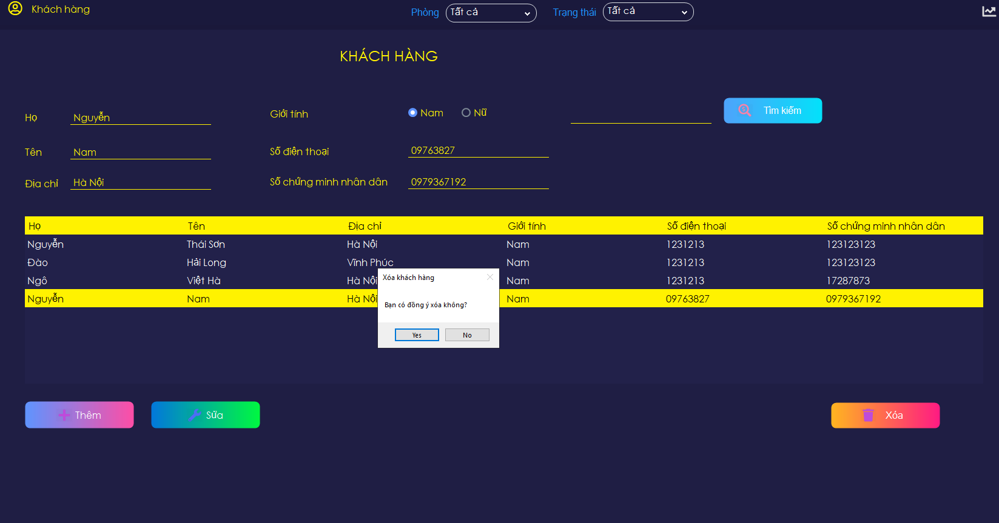 Khách hàng
Phòng Tất cả Trạng thái Tất cả
KHÁCH HÀNG
Họ Nguyễn Giới tính Nam Nữ Tìm kiếm
Tên Nam Số điện thoại 09763827
Địa chỉ Hà Nội Số chứng minh nhân dân 0979367192
Họ Tên Địa chỉ Giới tính Số điện thoại Số chứng minh nhân dân
Nguyễn Thái Sơn Hà Nội Nam 1231213 123123123
Đào Hải Long Vĩnh Phúc Nam 1231213 123123123
Ngô Việt Hà Hà Nội Nam 1231213 17287873
Nguyễn Nam Hà Nội Nam 09763827 0979367192
Xóa khách hàng
Bạn có đồng ý xóa không?
Yes No
Thêm Sửa Xóa